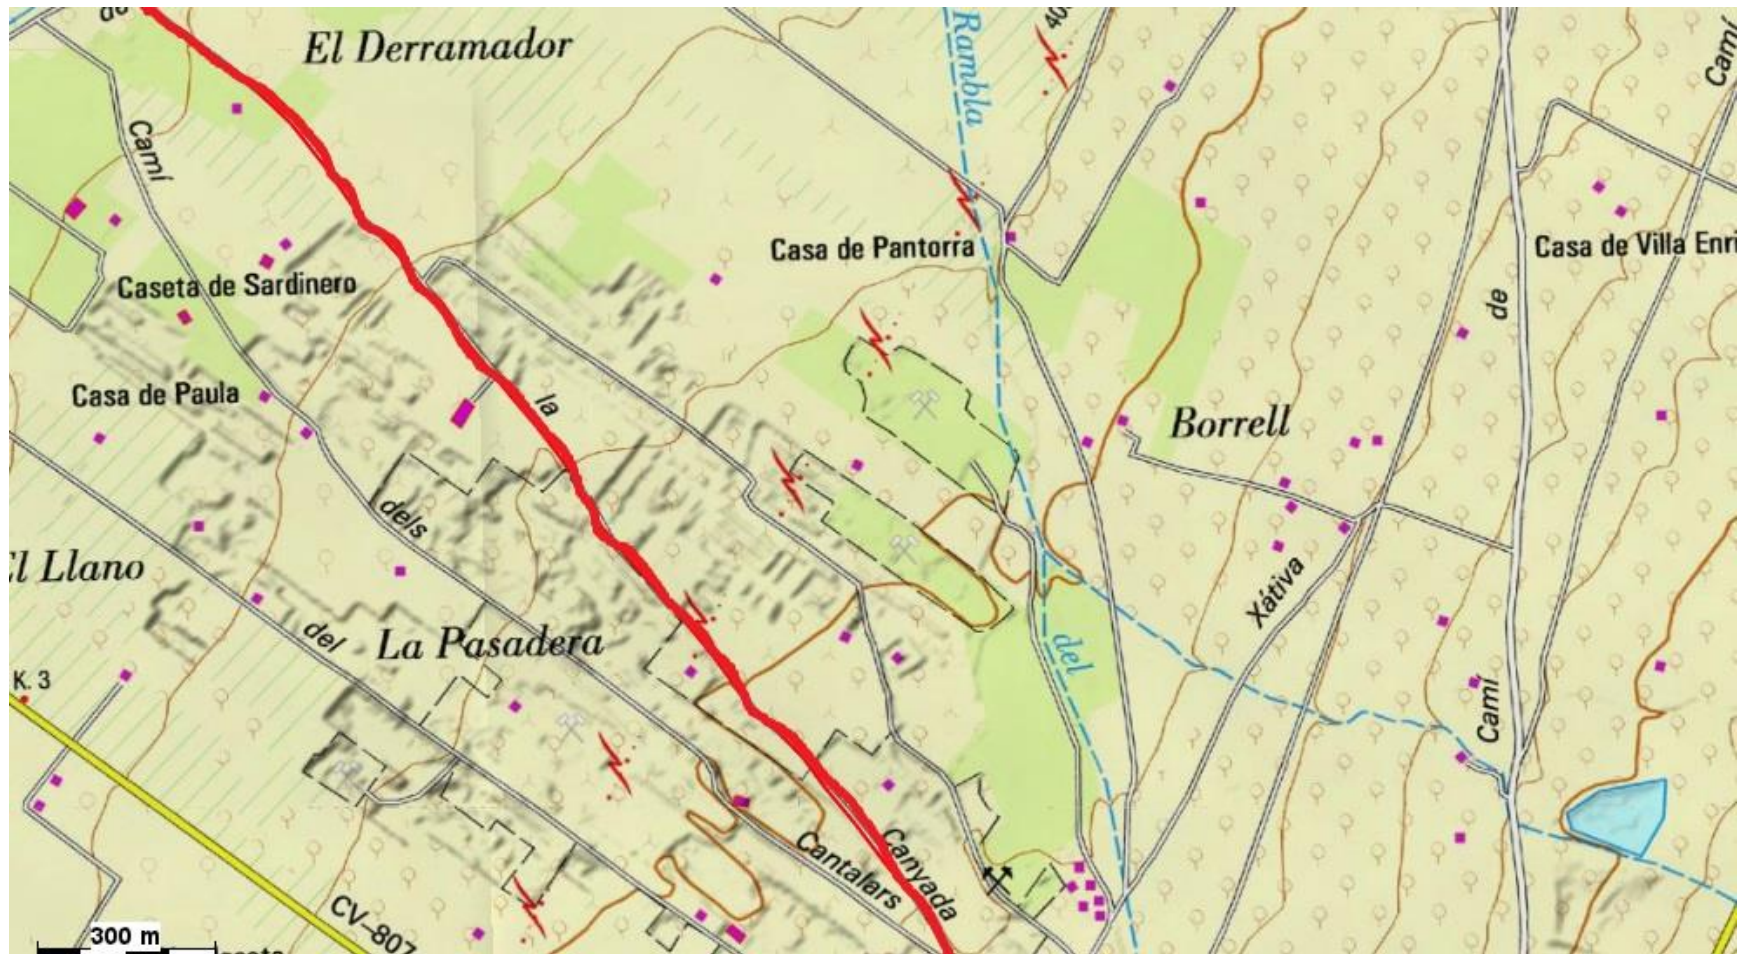 El Derramador
Rambla
Camí
Camí
Casa de Pantorra
Casa de Villa Enri
Caseta de Sardinero
de
Casa de Paula
la
Borrell
dels
El Llano
Xátiva
del
La Pasadera
del
K. 3
Camí
Cantalars
Canyada
CV-807
300 m